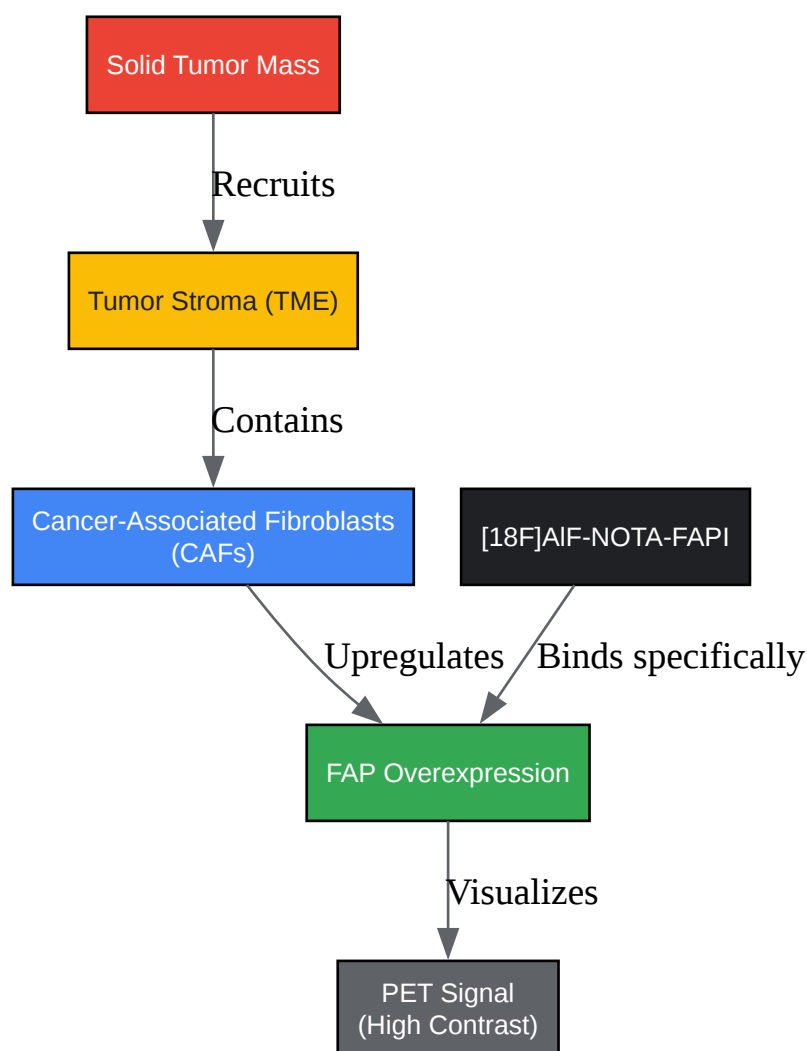 Solid Tumor Mass
Recruits
Tumor Stroma (TME)
Contains
Cancer-Associated Fibroblasts
(CAFs)
[18F]AlF-NOTA-FAPI
Upregulates
Binds specifically
FAP Overexpression
Visualizes
PET Signal
(High Contrast)